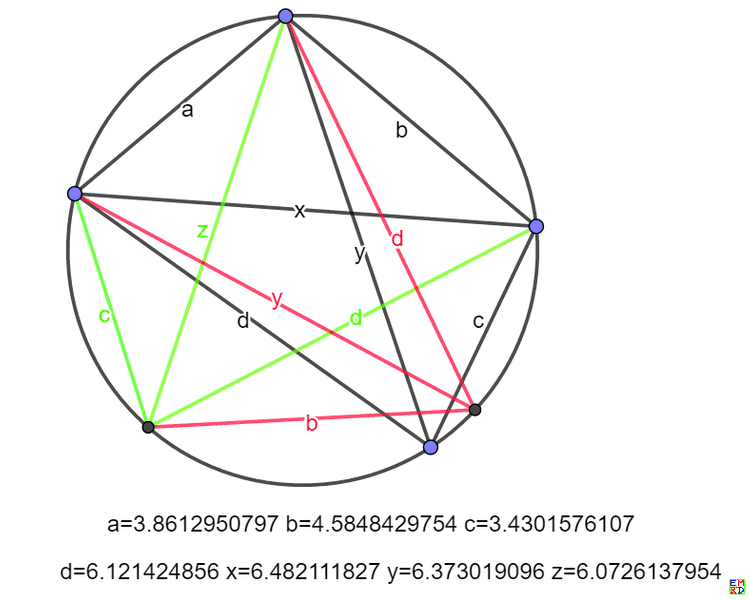 a
b
x
z
d
y
c
y
d
d
c
b
a=3.8612950797 b=4.5848429754 c=3.4301576107
d=6.121424856 x=6.482111827 y=6.373019096 z=6.0726137954